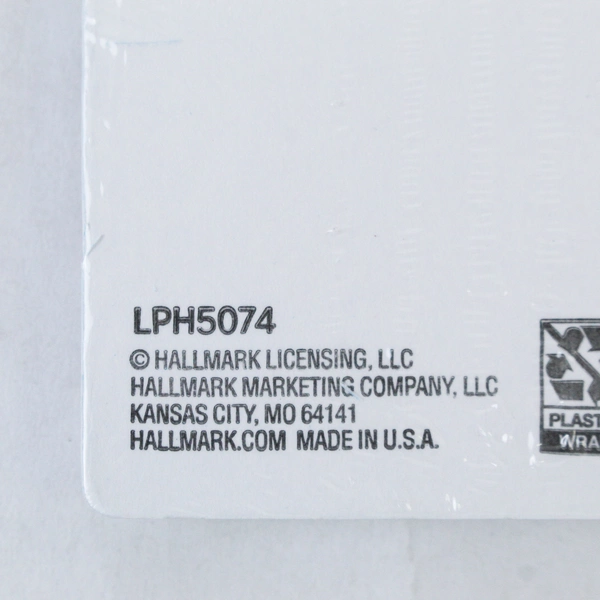 LPH5074
© HALLMARK LICENSING, LLC
HALLMARK MARKETING COMPANY, LLC
KANSAS CITY, MO 64141
HALLMARK.COM MADE IN U.S.A.
PLAST
WRA